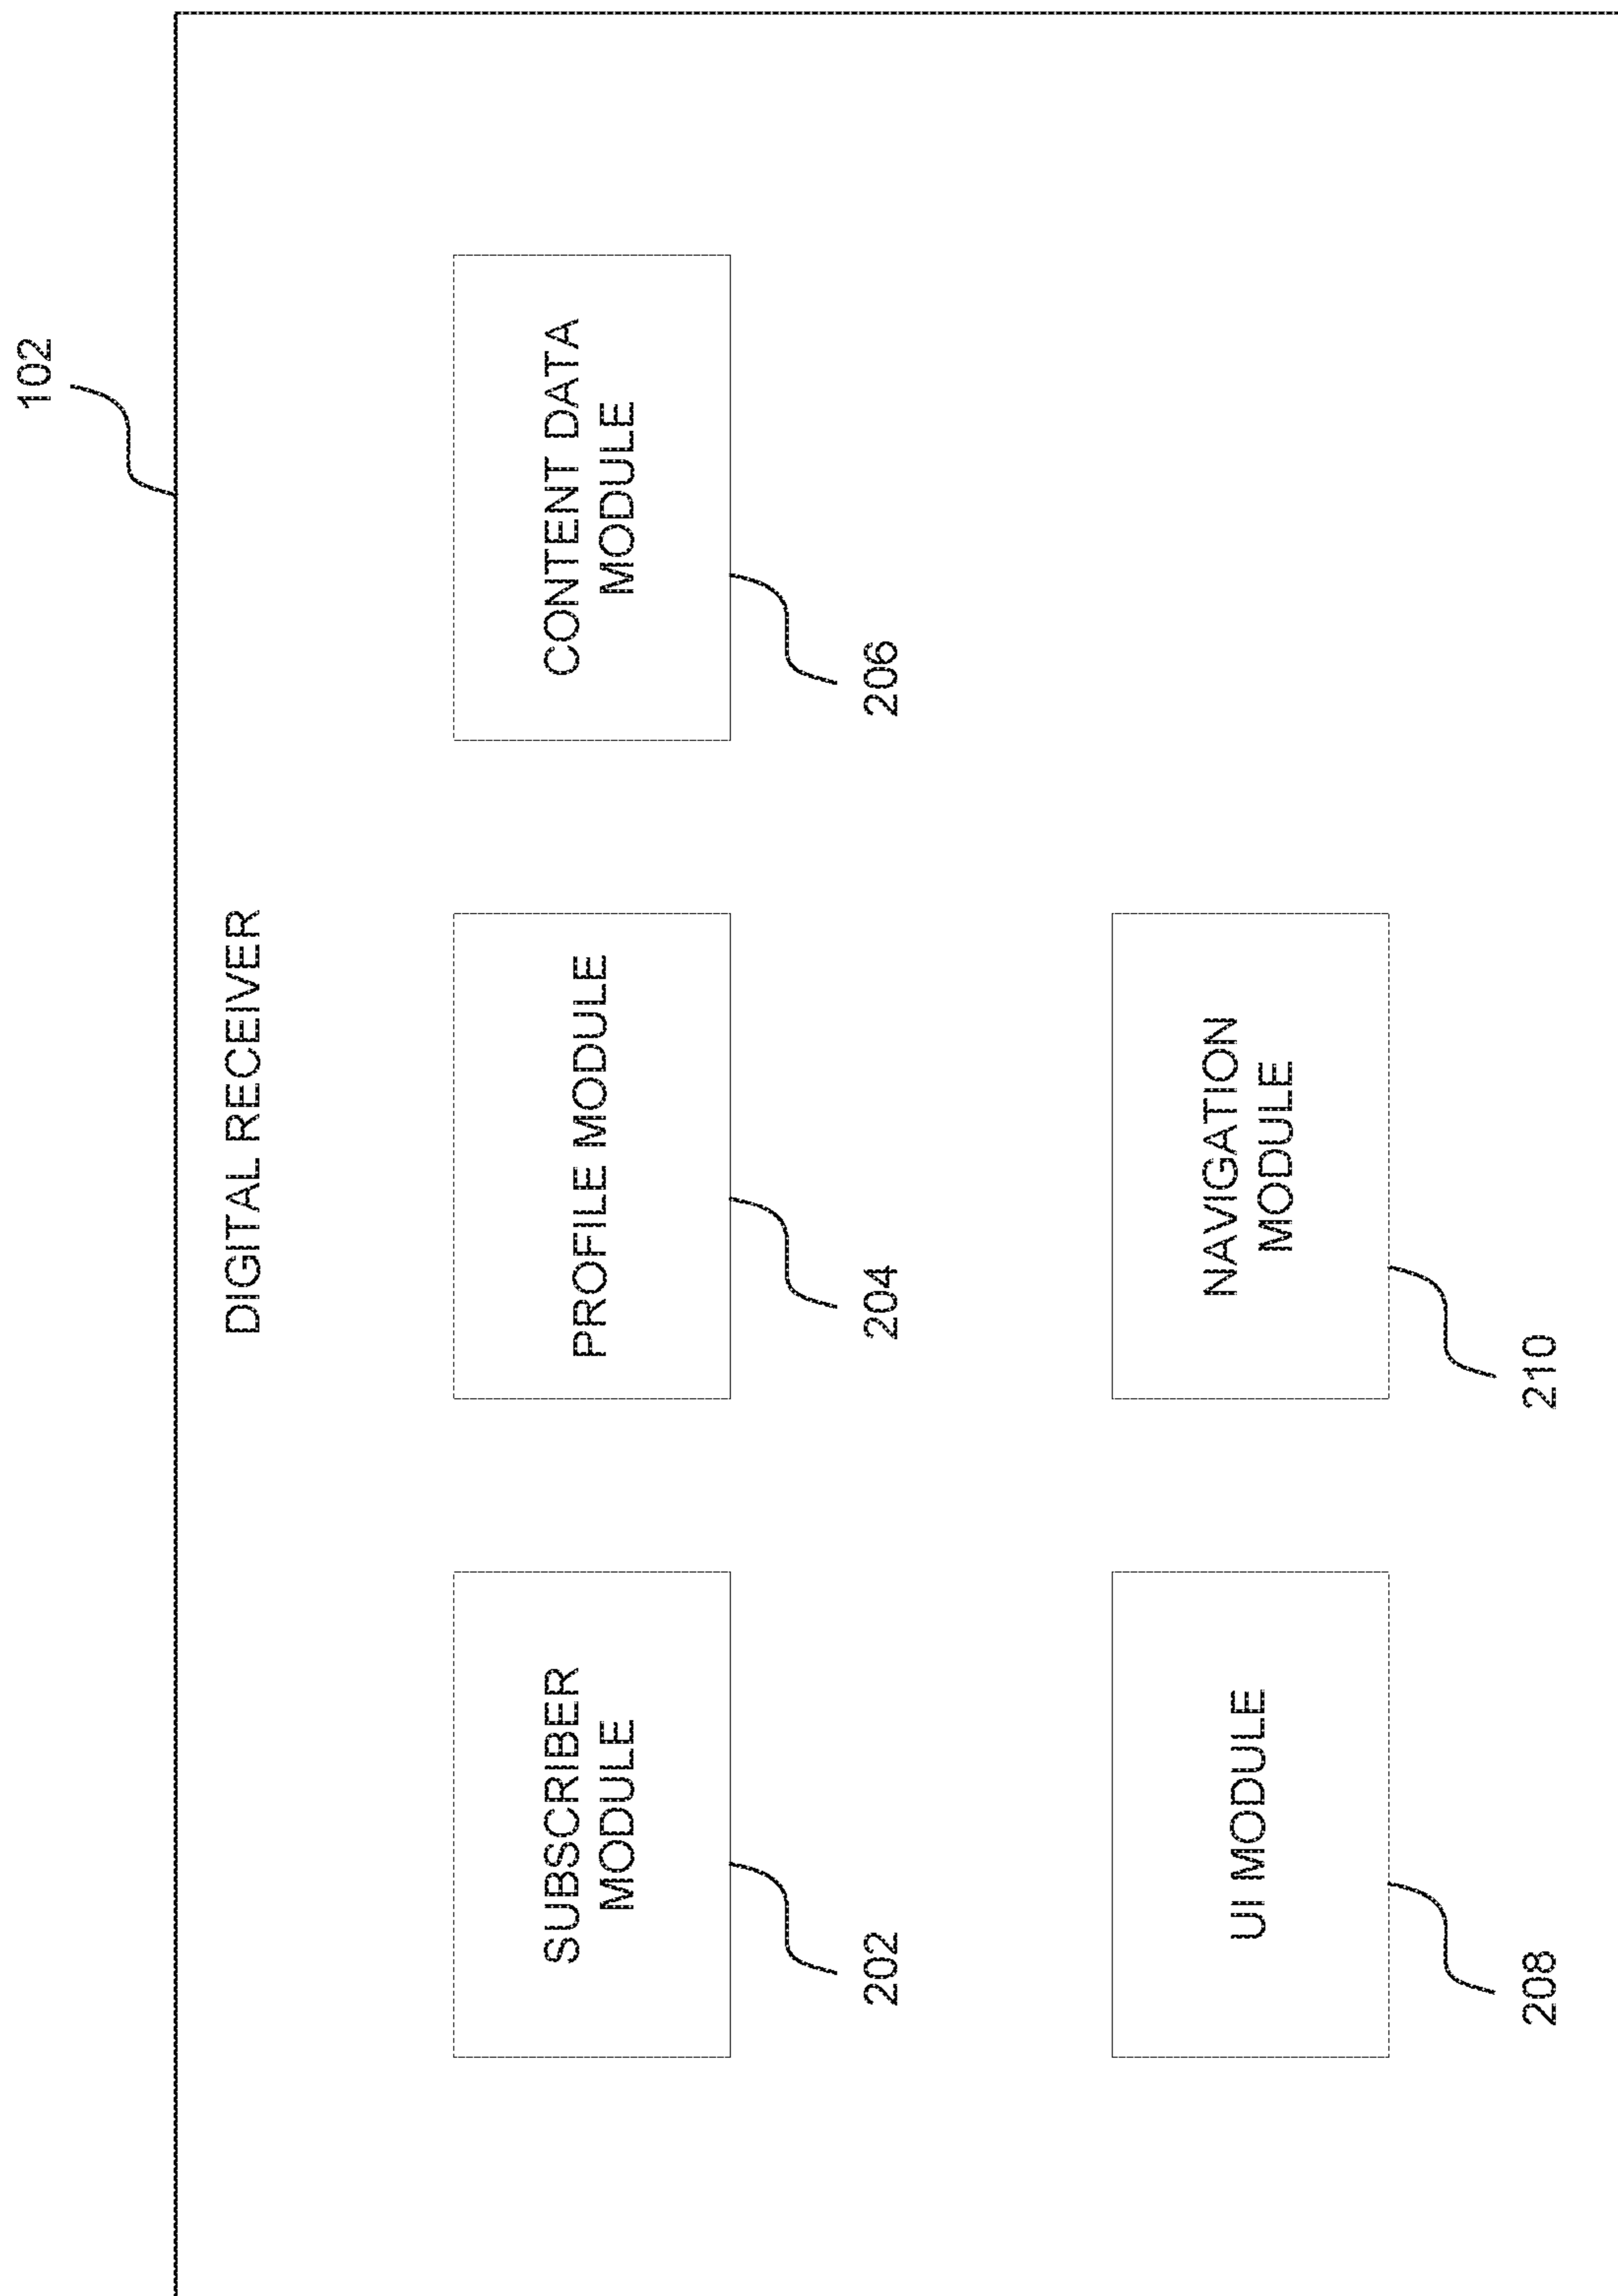 102
DIGITAL RECEIVER
SUBSCRIBER
MODULE
202
PROFILE MODULE
204
CONTENT DATA
MODULE
206
UI MODULE
208
NAVIGATION
MODULE
210